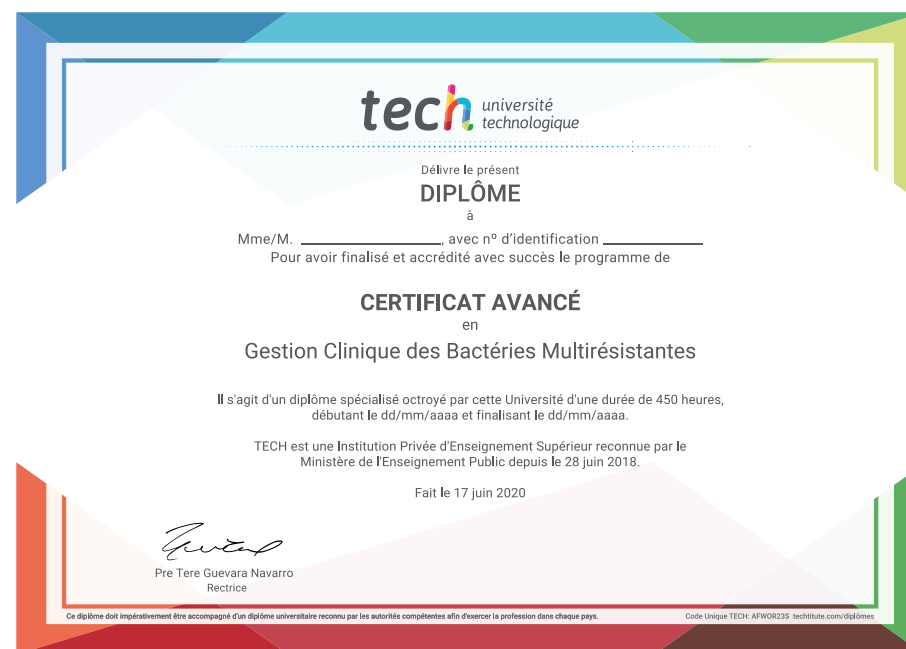 tech université
technologique
Délivre le présent
DIPLÔME
à
Mme/M. ____________________, avec nº d'identification ______________
Pour avoir finalisé et accrédité avec succès le programme de
CERTIFICAT AVANCÉ
en
Gestion Clinique des Bactéries Multirésistantes
Il s'agit d'un diplôme spécialisé octroyé par cette Université d'une durée de 450 heures,
débutant le dd/mm/aaaa et finalisant le dd/mm/aaaa.
TECH est une Institution Privée d'Enseignement Supérieur reconnue par le
Ministère de l'Enseignement Public depuis le 28 juin 2018.
Fait le 17 juin 2020
Pre Tere Guevara Navarro
Rectrice
Ce diplôme doit impérativement être accompagné d'un diplôme universitaire reconnu par les autorités compétentes afin d'exercer la profession dans chaque pays.
Code Unique TECH: AFWOR23S techtitute.com/diplômes